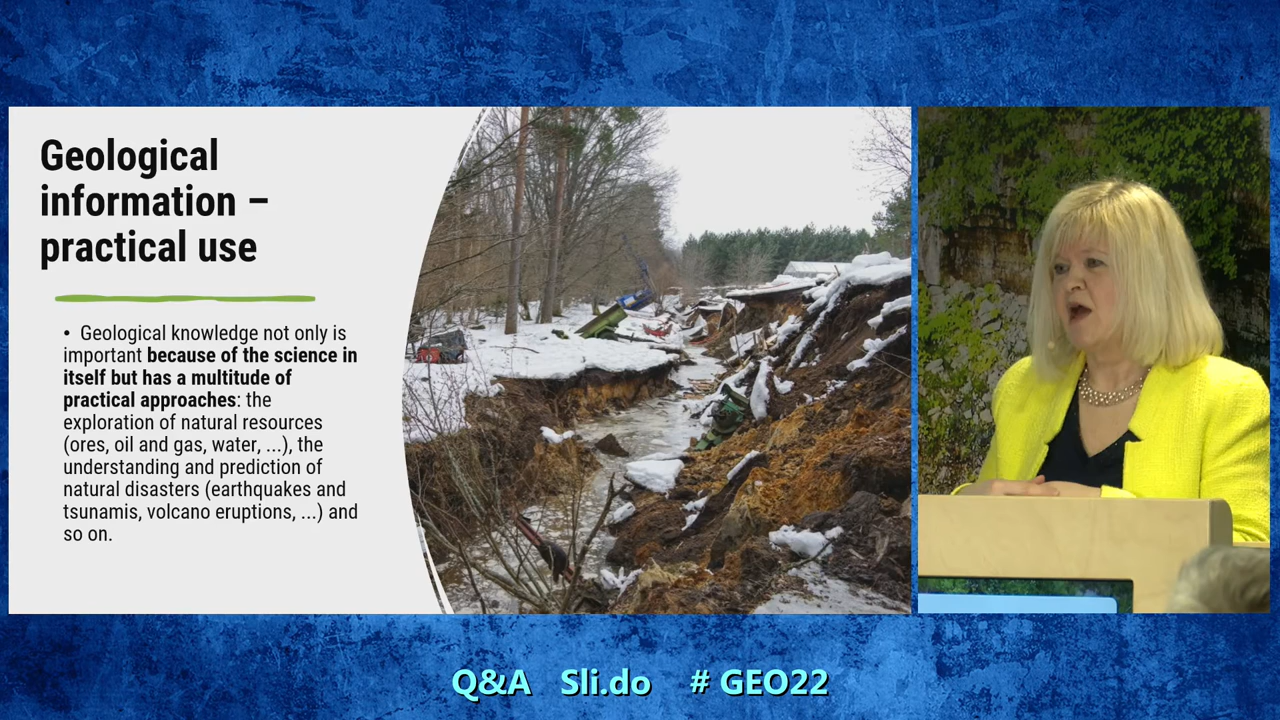 Geological
information –
practical use
• Geological knowledge not only is
important because of the science in
itself but has a multitude of
practical approaches: the
exploration of natural resources
(ores, oil and gas, water, ...), the
understanding and prediction of
natural disasters (earthquakes and
tsunamis, volcano eruptions, ...) and
so on.
Q&A Sli.do # GEO22